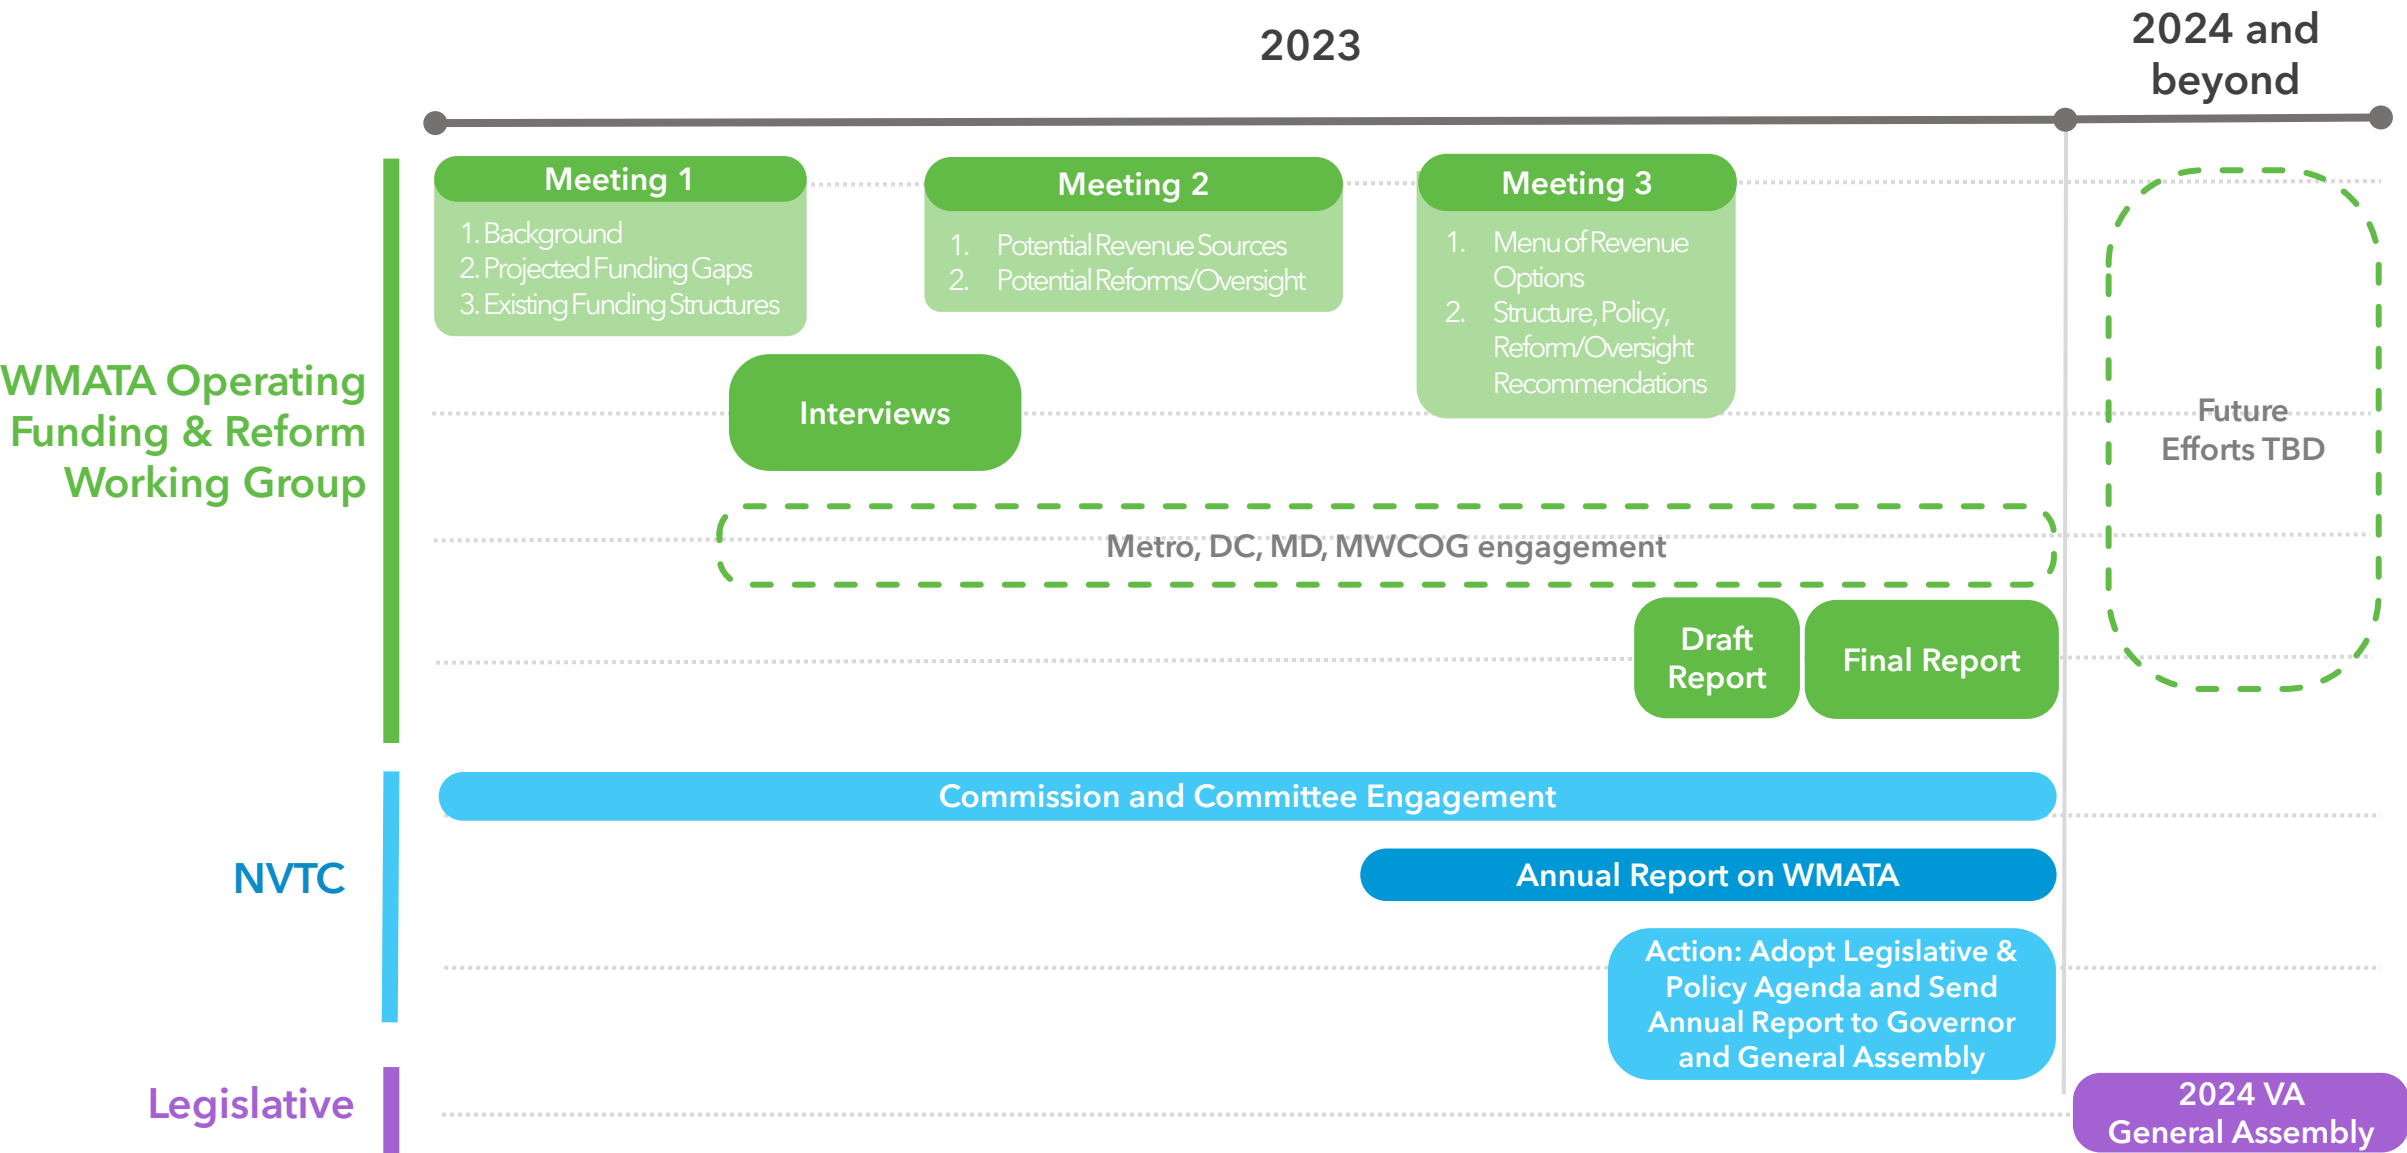 2023
2024 and
beyond
WMATA Operating
Funding & Reform
Working Group
Meeting 1
1. Background
2. Projected Funding Gaps
3. Existing Funding Structures
Meeting 2
1. Potential Revenue Sources
2. Potential Reforms/Oversight
Meeting 3
1. Menu of Revenue
Options
2. Structure, Policy,
Reform/Oversight
Recommendations
Interviews
Future
Efforts TBD
Metro, DC, MD, MWCOG engagement
Draft
Report
Final Report
NVTC
Commission and Committee Engagement
Annual Report on WMATA
Action: Adopt Legislative &
Policy Agenda and Send
Annual Report to Governor
and General Assembly
Legislative
2024 VA
General Assembly